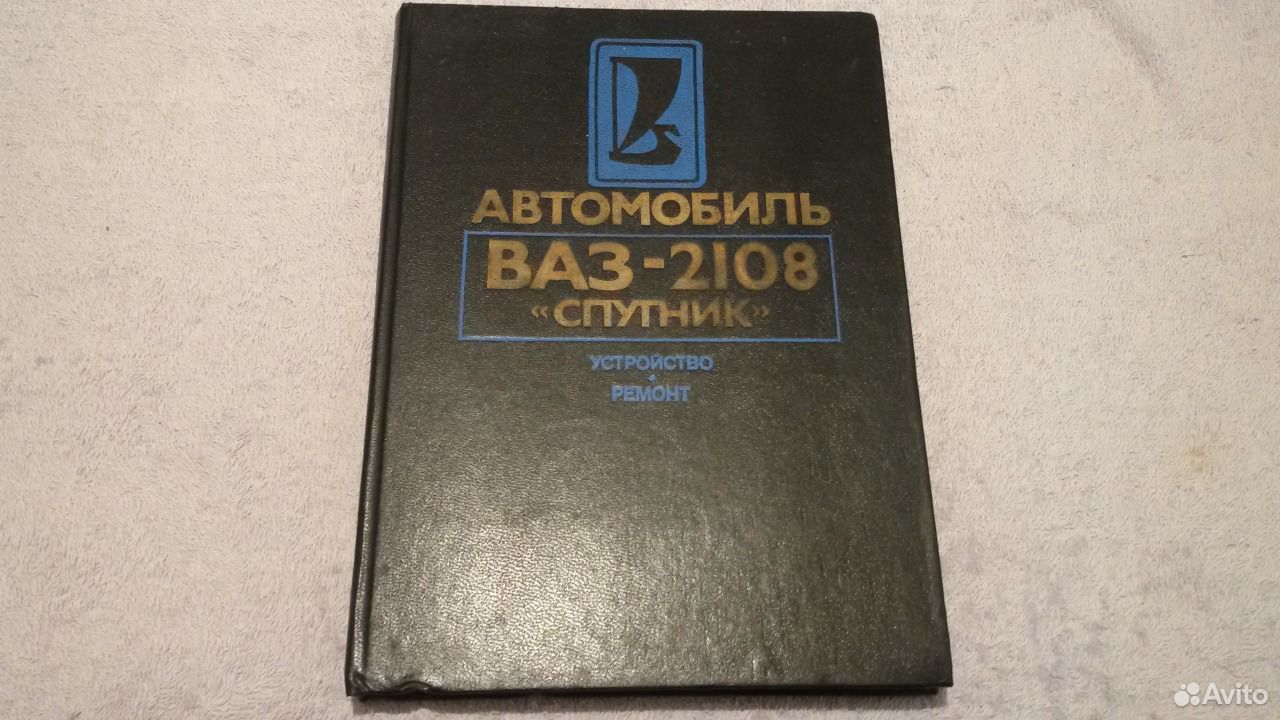 АВТОМОБИЛЬ
ВАЗ-2108
«СПУТНИК»
УСТРОЙСТВО
•
РЕМОНТ
Avito